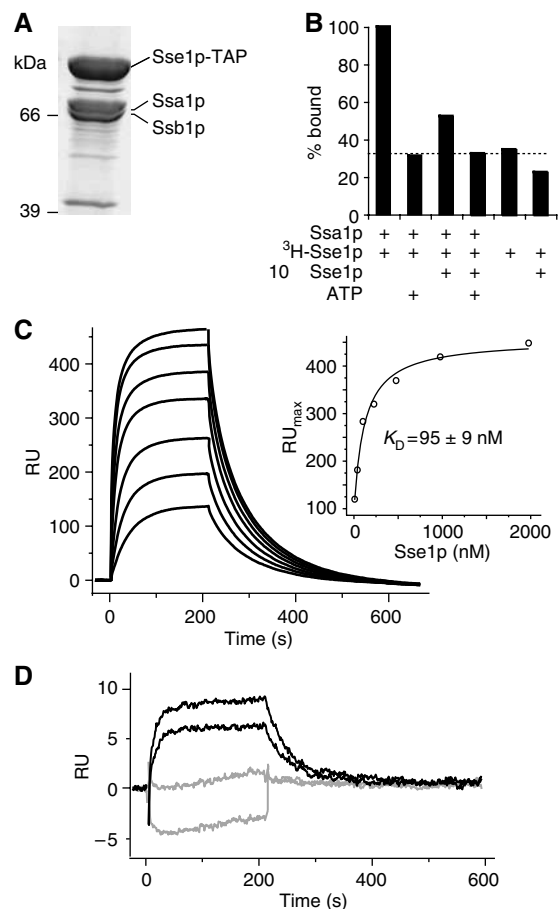 A
kDa
Sse1p-TAP
Ssa1p
66
Ssb1p
39
B
100
80
60
40
20
0
% bound
Ssa1p + + + +
³H-Sse1p + + + + + +
10 Sse1p + + +
ATP + +
C
400
300
200
100
0
RU
0 200 400 600
Time (s)
400
300
200
100
RUmax
KD=95 ± 9 nM
0 1000 2000
Sse1p (nM)
D
10
5
0
−5
RU
0 200 400 600
Time (s)